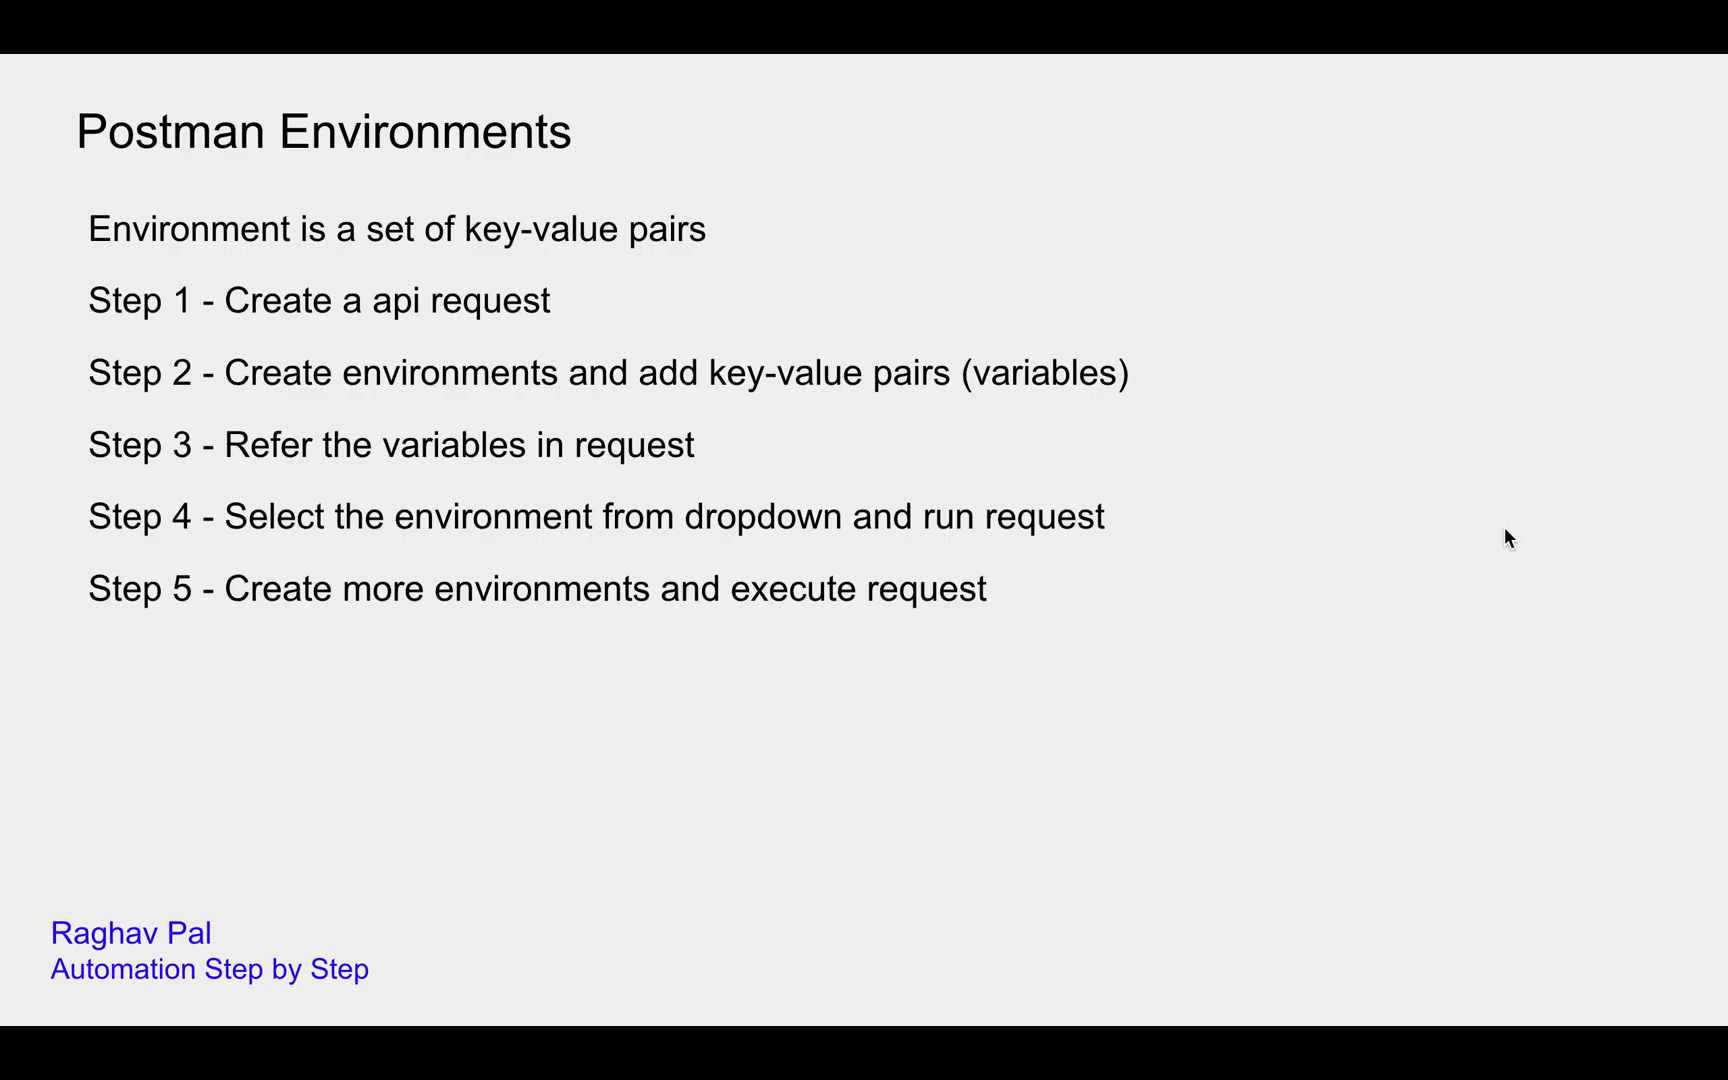 Postman Environments
Environment is a set of key-value pairs
Step 1 - Create a api request
Step 2 - Create environments and add key-value pairs (variables)
Step 3 - Refer the variables in request
Step 4 - Select the environment from dropdown and run request
Step 5 - Create more environments and execute request
Raghav Pal
Automation Step by Step